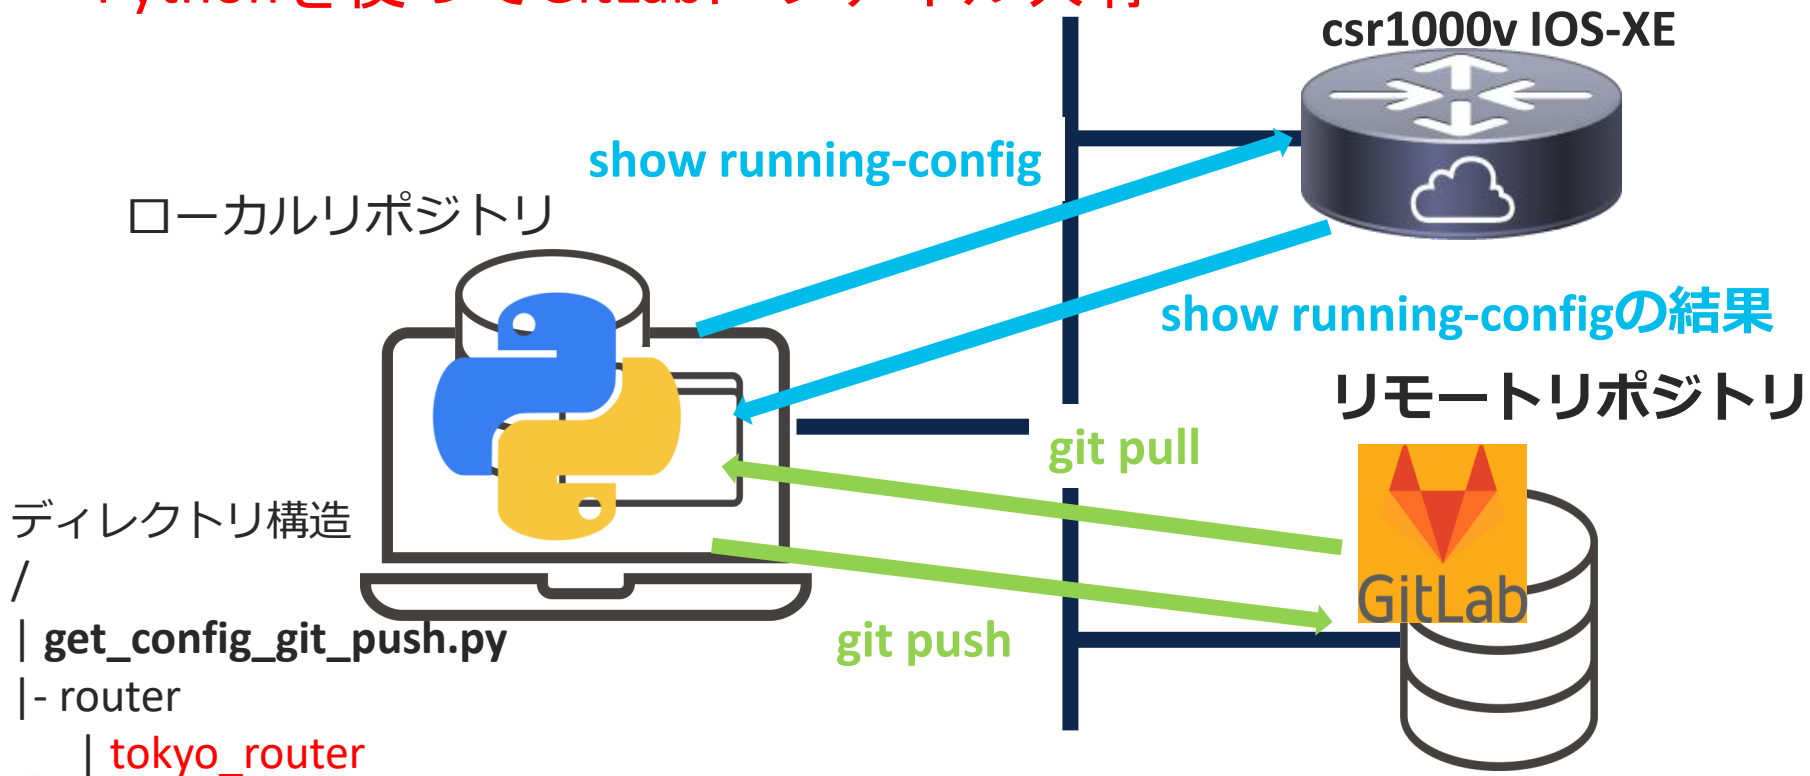 csr1000v IOS-XE
show running-config
ローカルリポジトリ
show running-configの結果
リモートリポジトリ
git pull
GitLab
git push
ディレクトリ構造
/
| get_config_git_push.py
|- router
| tokyo_router